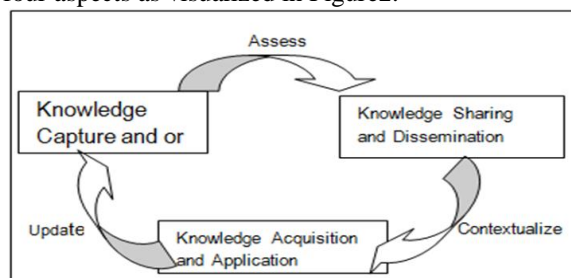 four aspects as visualized in Figure2.
Assess
Knowledge
Capture and or
Knowledge Sharing
and Dissemination
Update
Contextualize
Knowledge Acquisition
and Application